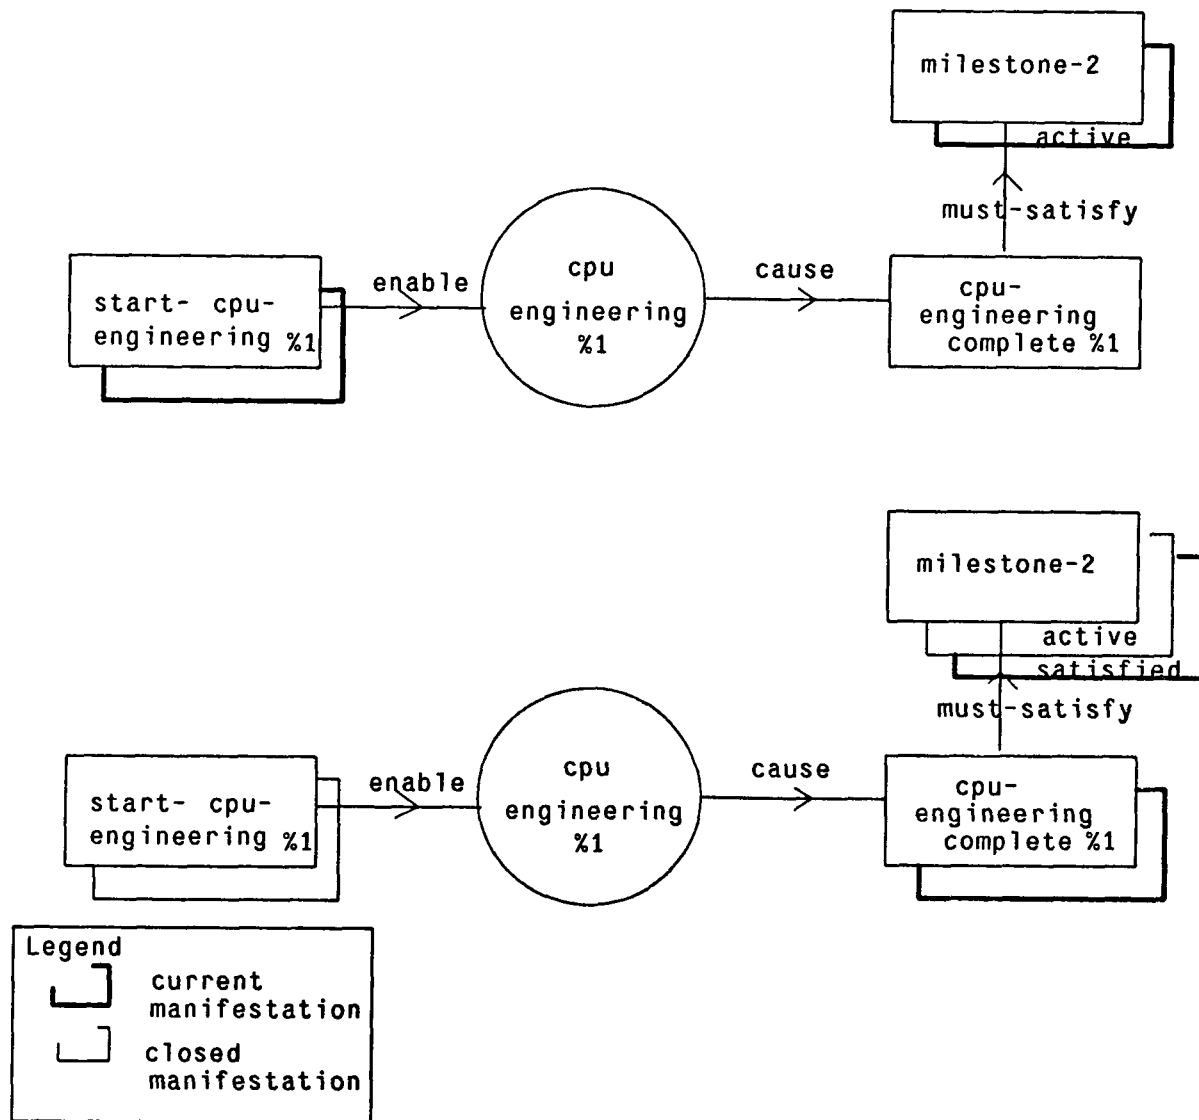 milestone-2
active
must-satisfy
start- cpu-
engineering %1
enable
cpu
engineering
%1
cause
cpu-
engineering
complete %1
milestone-2
active
satisfied
must-satisfy
start- cpu-
engineering %1
enable
cpu
engineering
%1
cause
cpu-
engineering
complete %1
Legend
current
manifestation
closed
manifestation